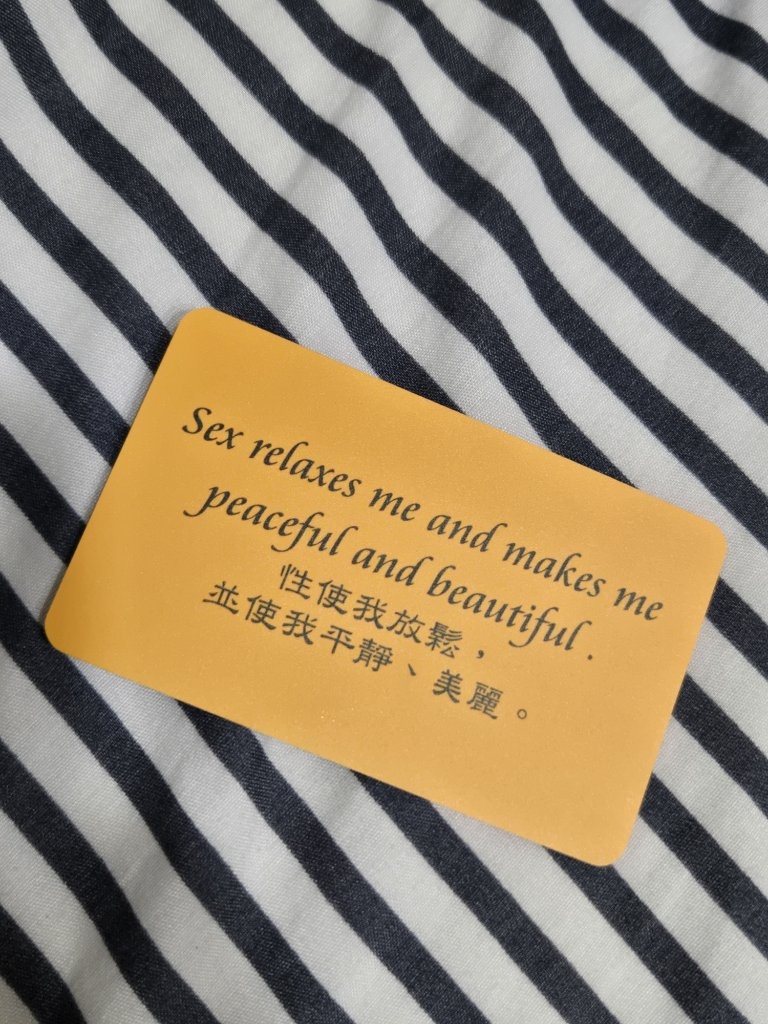 Sex relaxes me and makes me
peaceful and beautiful.
性使我放鬆，
並使我平靜、美麗。